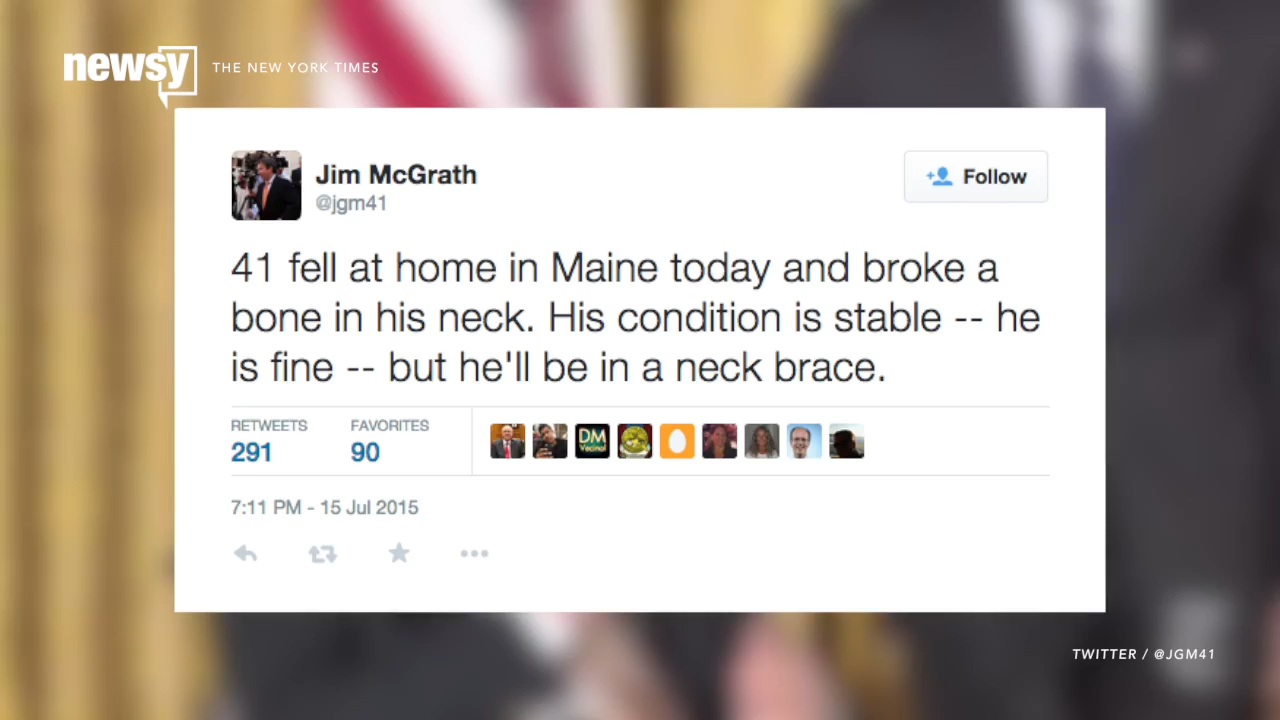 newsy THE NEW YORK TIMES
Jim McGrath
@jgm41
Follow
41 fell at home in Maine today and broke a
bone in his neck. His condition is stable -- he
is fine -- but he'll be in a neck brace.
RETWEETS FAVORITES
291 90
DM
Vecinal
7:11 PM - 15 Jul 2015
TWITTER / @JGM41